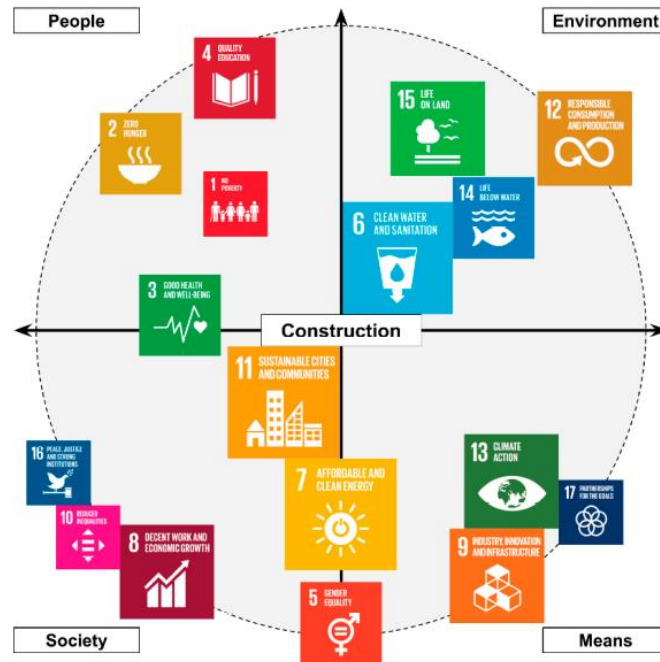 People
Environment
4 QUALITY
EDUCATION
15 LIFE
ON LAND
12 RESPONSIBLE
CONSUMPTION
AND PRODUCTION
2 ZERO
HUNGER
1 NO
POVERTY
14 LIFE
BELOW WATER
6 CLEAN WATER
AND SANITATION
3 GOOD HEALTH
AND WELL-BEING
Construction
11 SUSTAINABLE CITIES
AND COMMUNITIES
16 PEACE, JUSTICE
AND STRONG
INSTITUTIONS
13 CLIMATE
ACTION
7 AFFORDABLE AND
CLEAN ENERGY
17 PARTNERSHIPS
FOR THE GOALS
10 REDUCED
INEQUALITIES
8 DECENT WORK AND
ECONOMIC GROWTH
9 INDUSTRY, INNOVATION
AND INFRASTRUCTURE
5 GENDER
EQUALITY
Society
Means